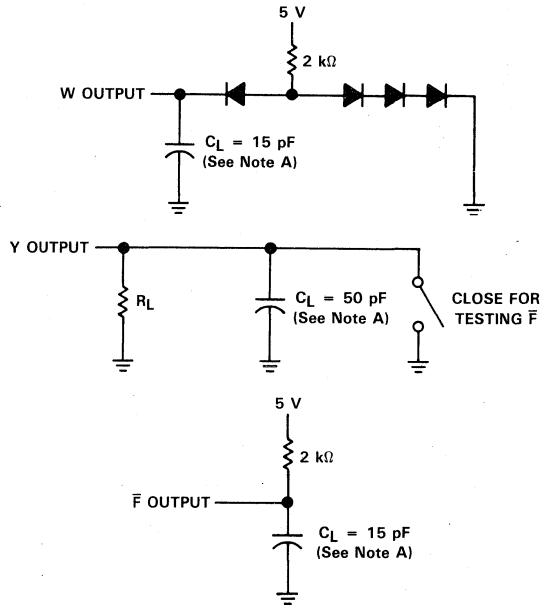 5 V
2 kΩ
W OUTPUT
C_L = 15 pF
(See Note A)
Y OUTPUT
R_L
C_L = 50 pF
(See Note A)
CLOSE FOR
TESTING F̅
5 V
2 kΩ
F̅ OUTPUT
C_L = 15 pF
(See Note A)